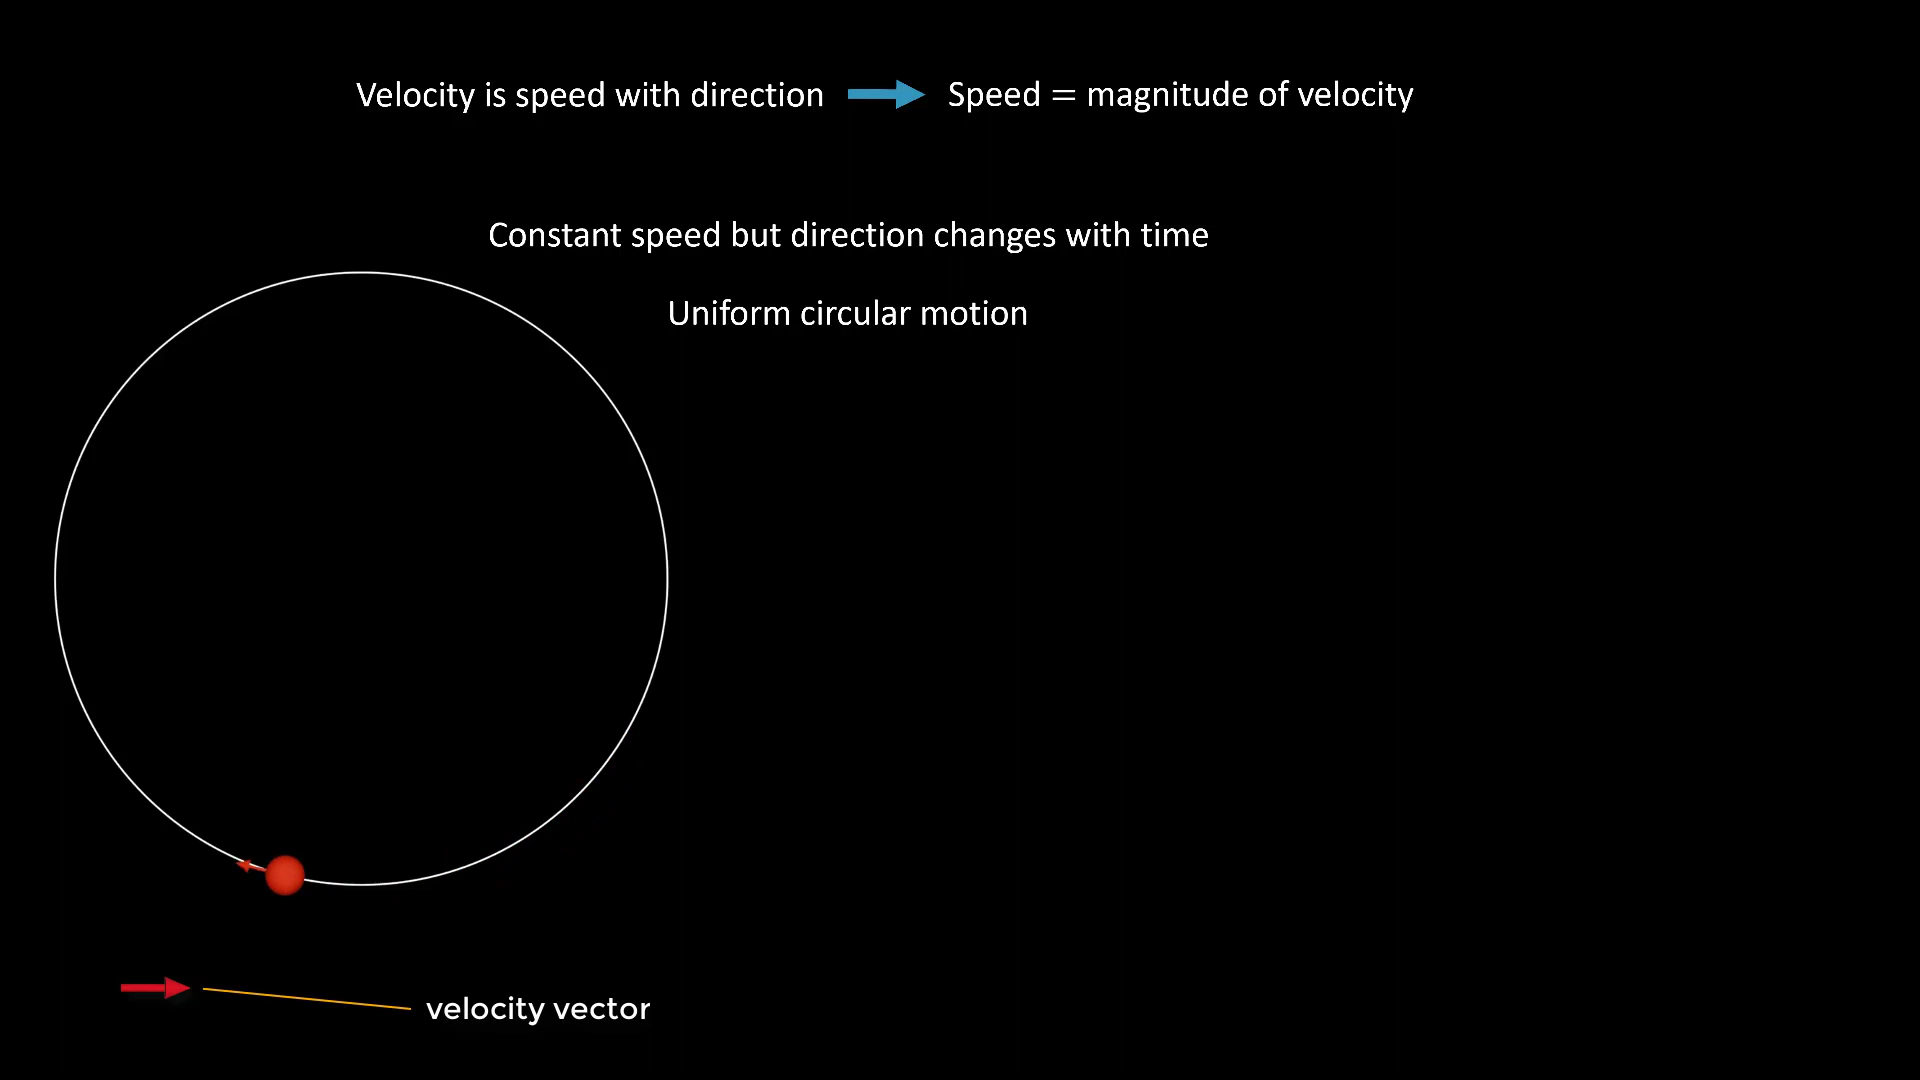 Velocity is speed with direction
Speed = magnitude of velocity
Constant speed but direction changes with time
Uniform circular motion
velocity vector